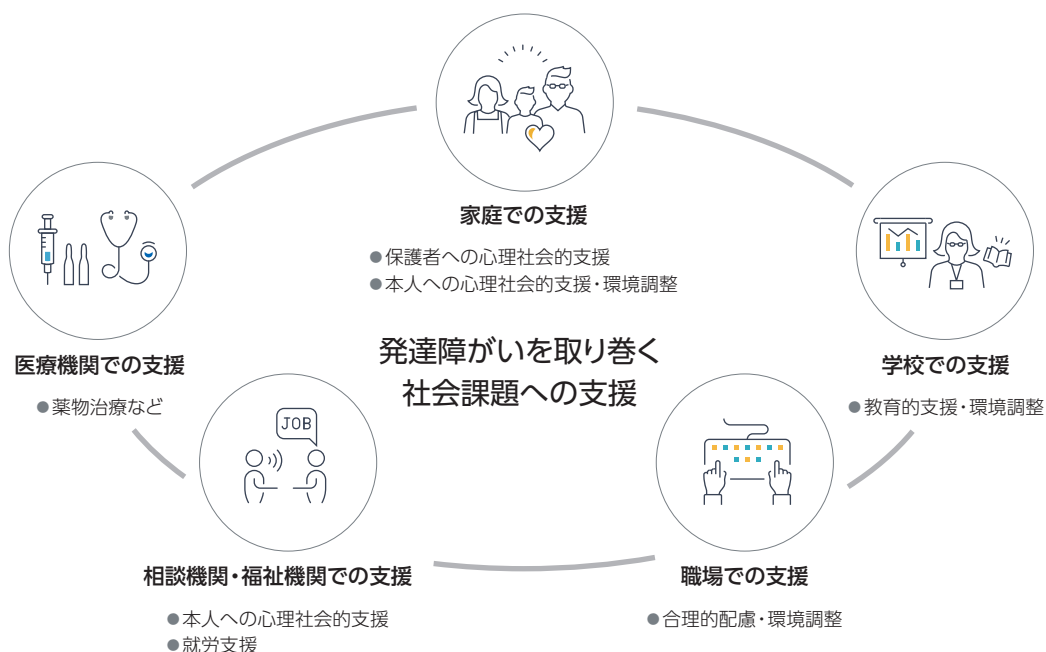 家庭での支援
●保護者への心理社会的支援
●本人への心理社会的支援・環境調整
医療機関での支援
●薬物治療など
発達障がいを取り巻く
社会課題への支援
学校での支援
●教育的支援・環境調整
JOB
相談機関・福祉機関での支援
●本人への心理社会的支援
●就労支援
職場での支援
●合理的配慮・環境調整